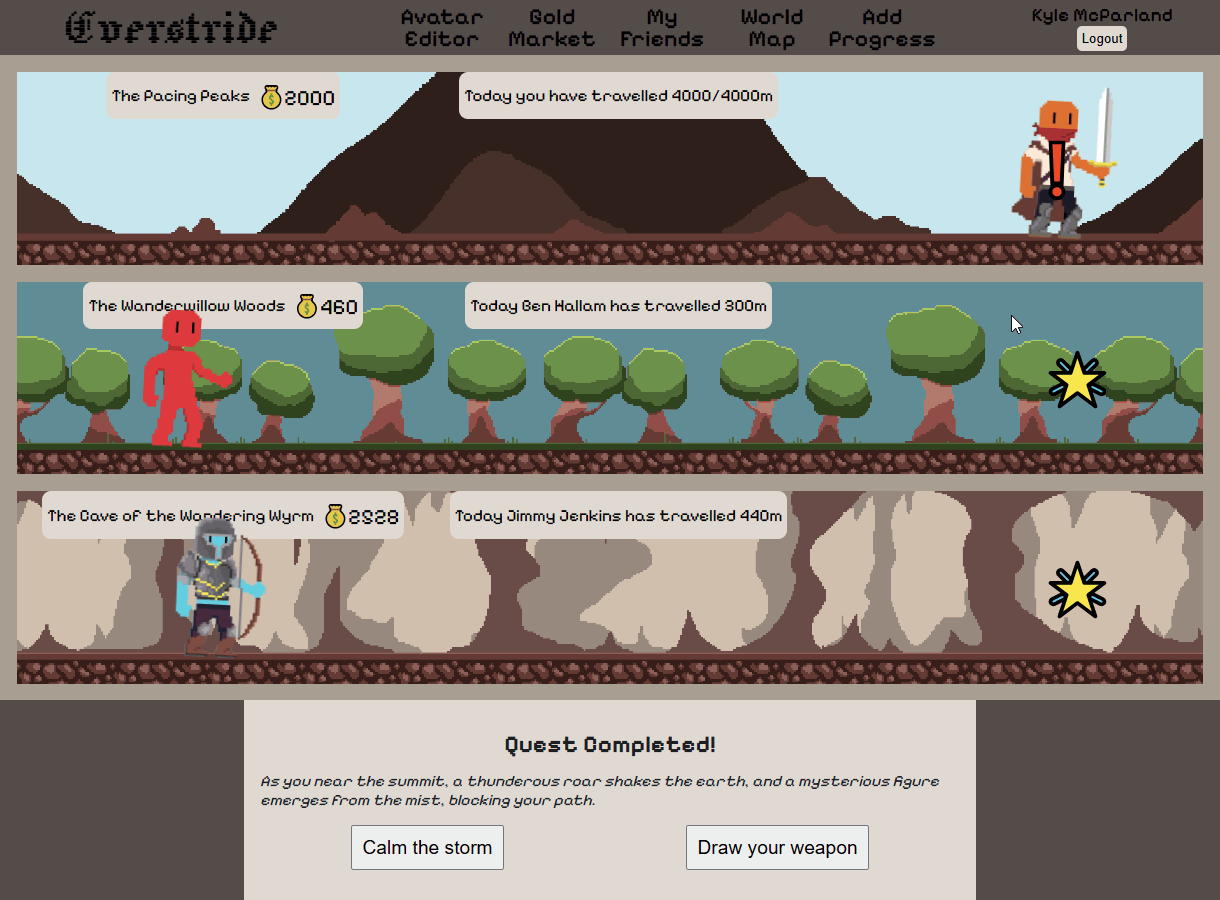 Everstride
Avatar Editor
Gold Market
My Friends
World Map
Add Progress
Kyle McParland
Logout
The Pacing Peaks 2000
Today you have travelled 4000/4000m
The Wanderwillow Woods 460
Today Ben Hallam has travelled 300m
The Cave of the Wandering Wyrm
Today Jimmy Jenkins has travelled 440m
Quest Completed!
As you near the summit, a thunderous roar shakes the earth, and a mysterious figure
emerges from the mist, blocking your path.
Calm the storm
Draw your weapon